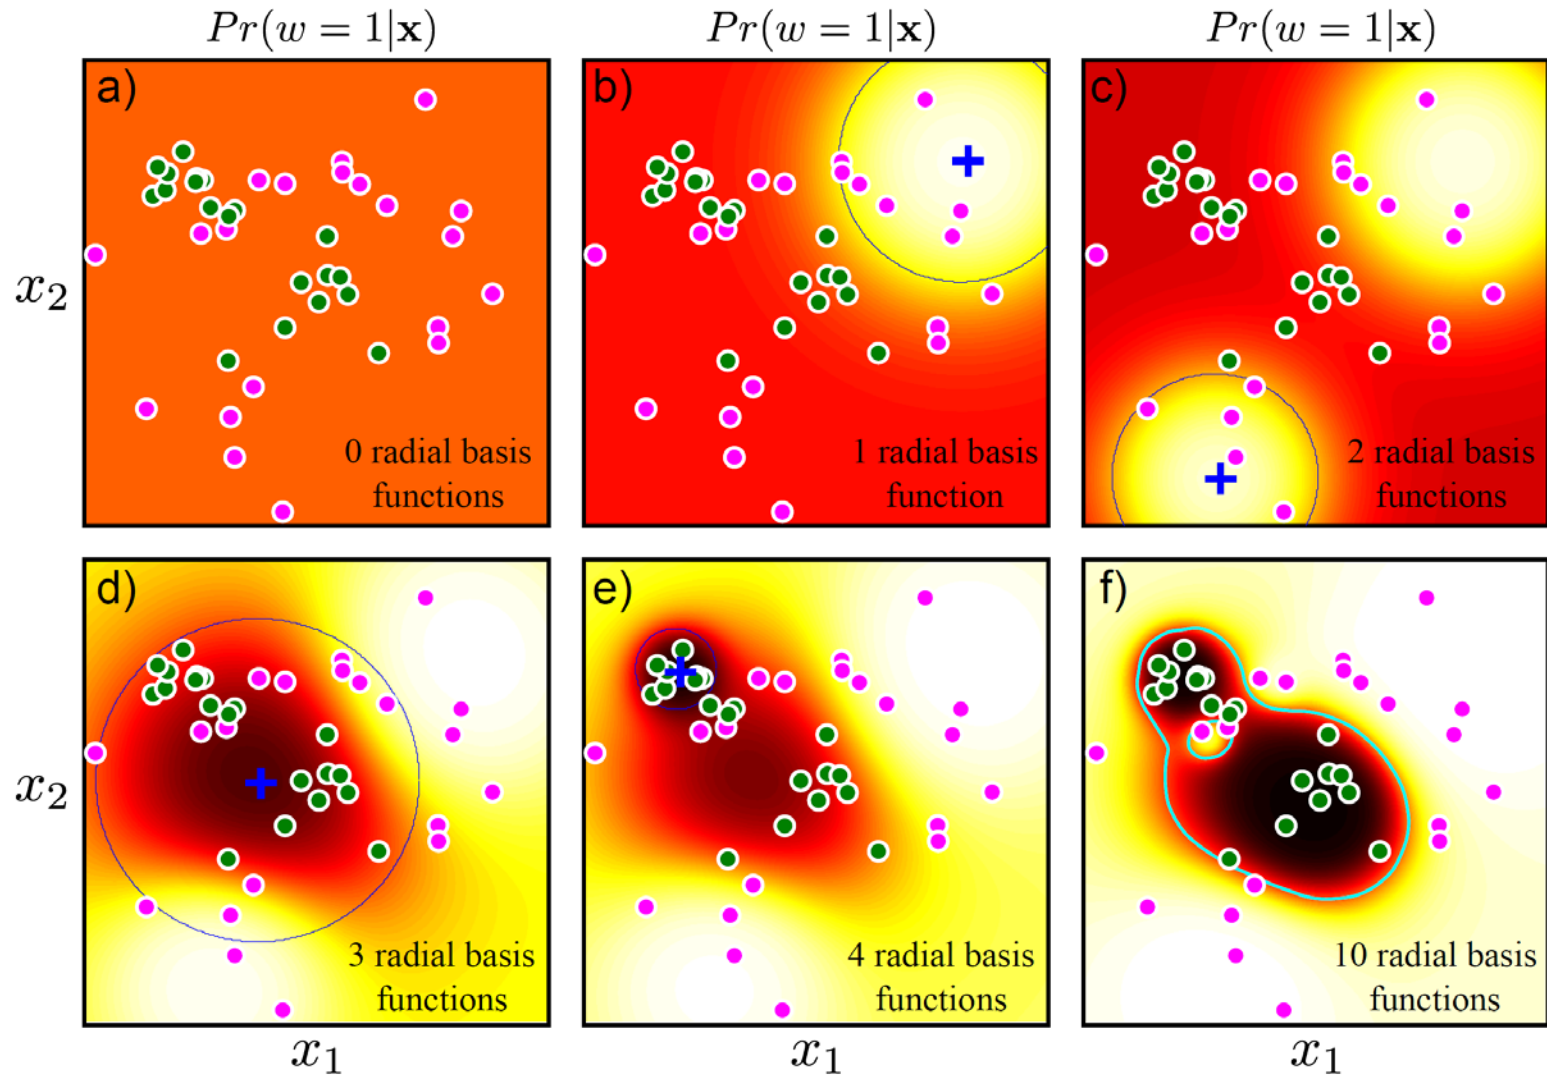 Pr(w = 1|x)
Pr(w = 1|x)
Pr(w = 1|x)
a)
b)
c)
x₂
0 radial basis
functions
1 radial basis
function
2 radial basis
functions
d)
e)
f)
x₂
3 radial basis
functions
4 radial basis
functions
10 radial basis
functions
x₁
x₁
x₁